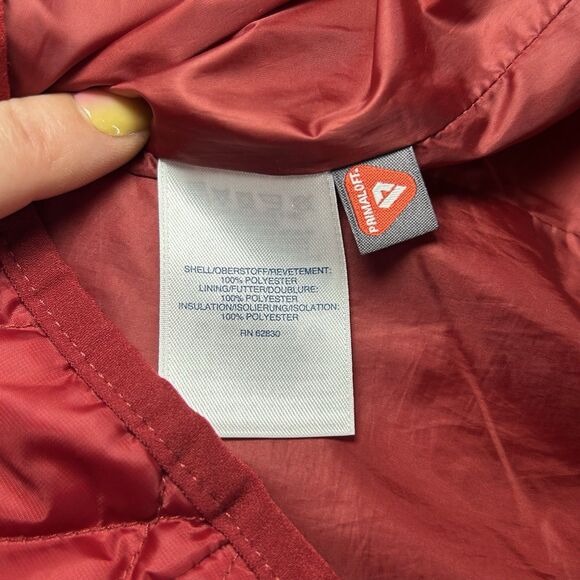 SHELL/OBERSTOFF/REVETEMENT:
100% POLYESTER
LINING/FUTTER/DOUBLURE:
100% POLYESTER
INSULATION/ISOLIERUNG/ISOLATION:
100% POLYESTER
RN 62830
PRIMALOFT®